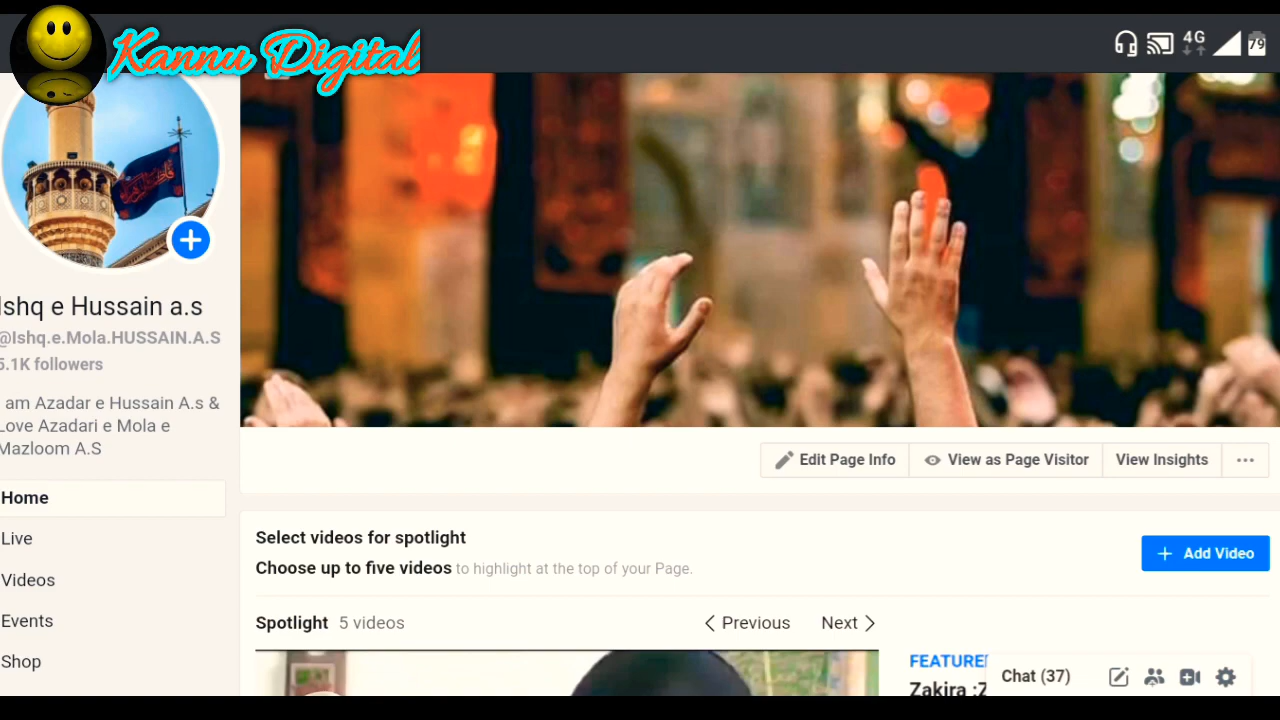 Kannu Digital
4G
79
Ishq e Hussain a.s
@Ishq.e.Mola.HUSSAIN.A.S
5.1K followers
am Azadar e Hussain A.s &
Love Azadari e Mola e
Mazloom A.S
Home
Live
Videos
Events
Shop
Edit Page Info
View as Page Visitor
View Insights
Select videos for spotlight
Choose up to five videos to highlight at the top of your Page.
+ Add Video
Spotlight 5 videos
Previous
Next
FEATURE
Zakira :Z
Chat (37)